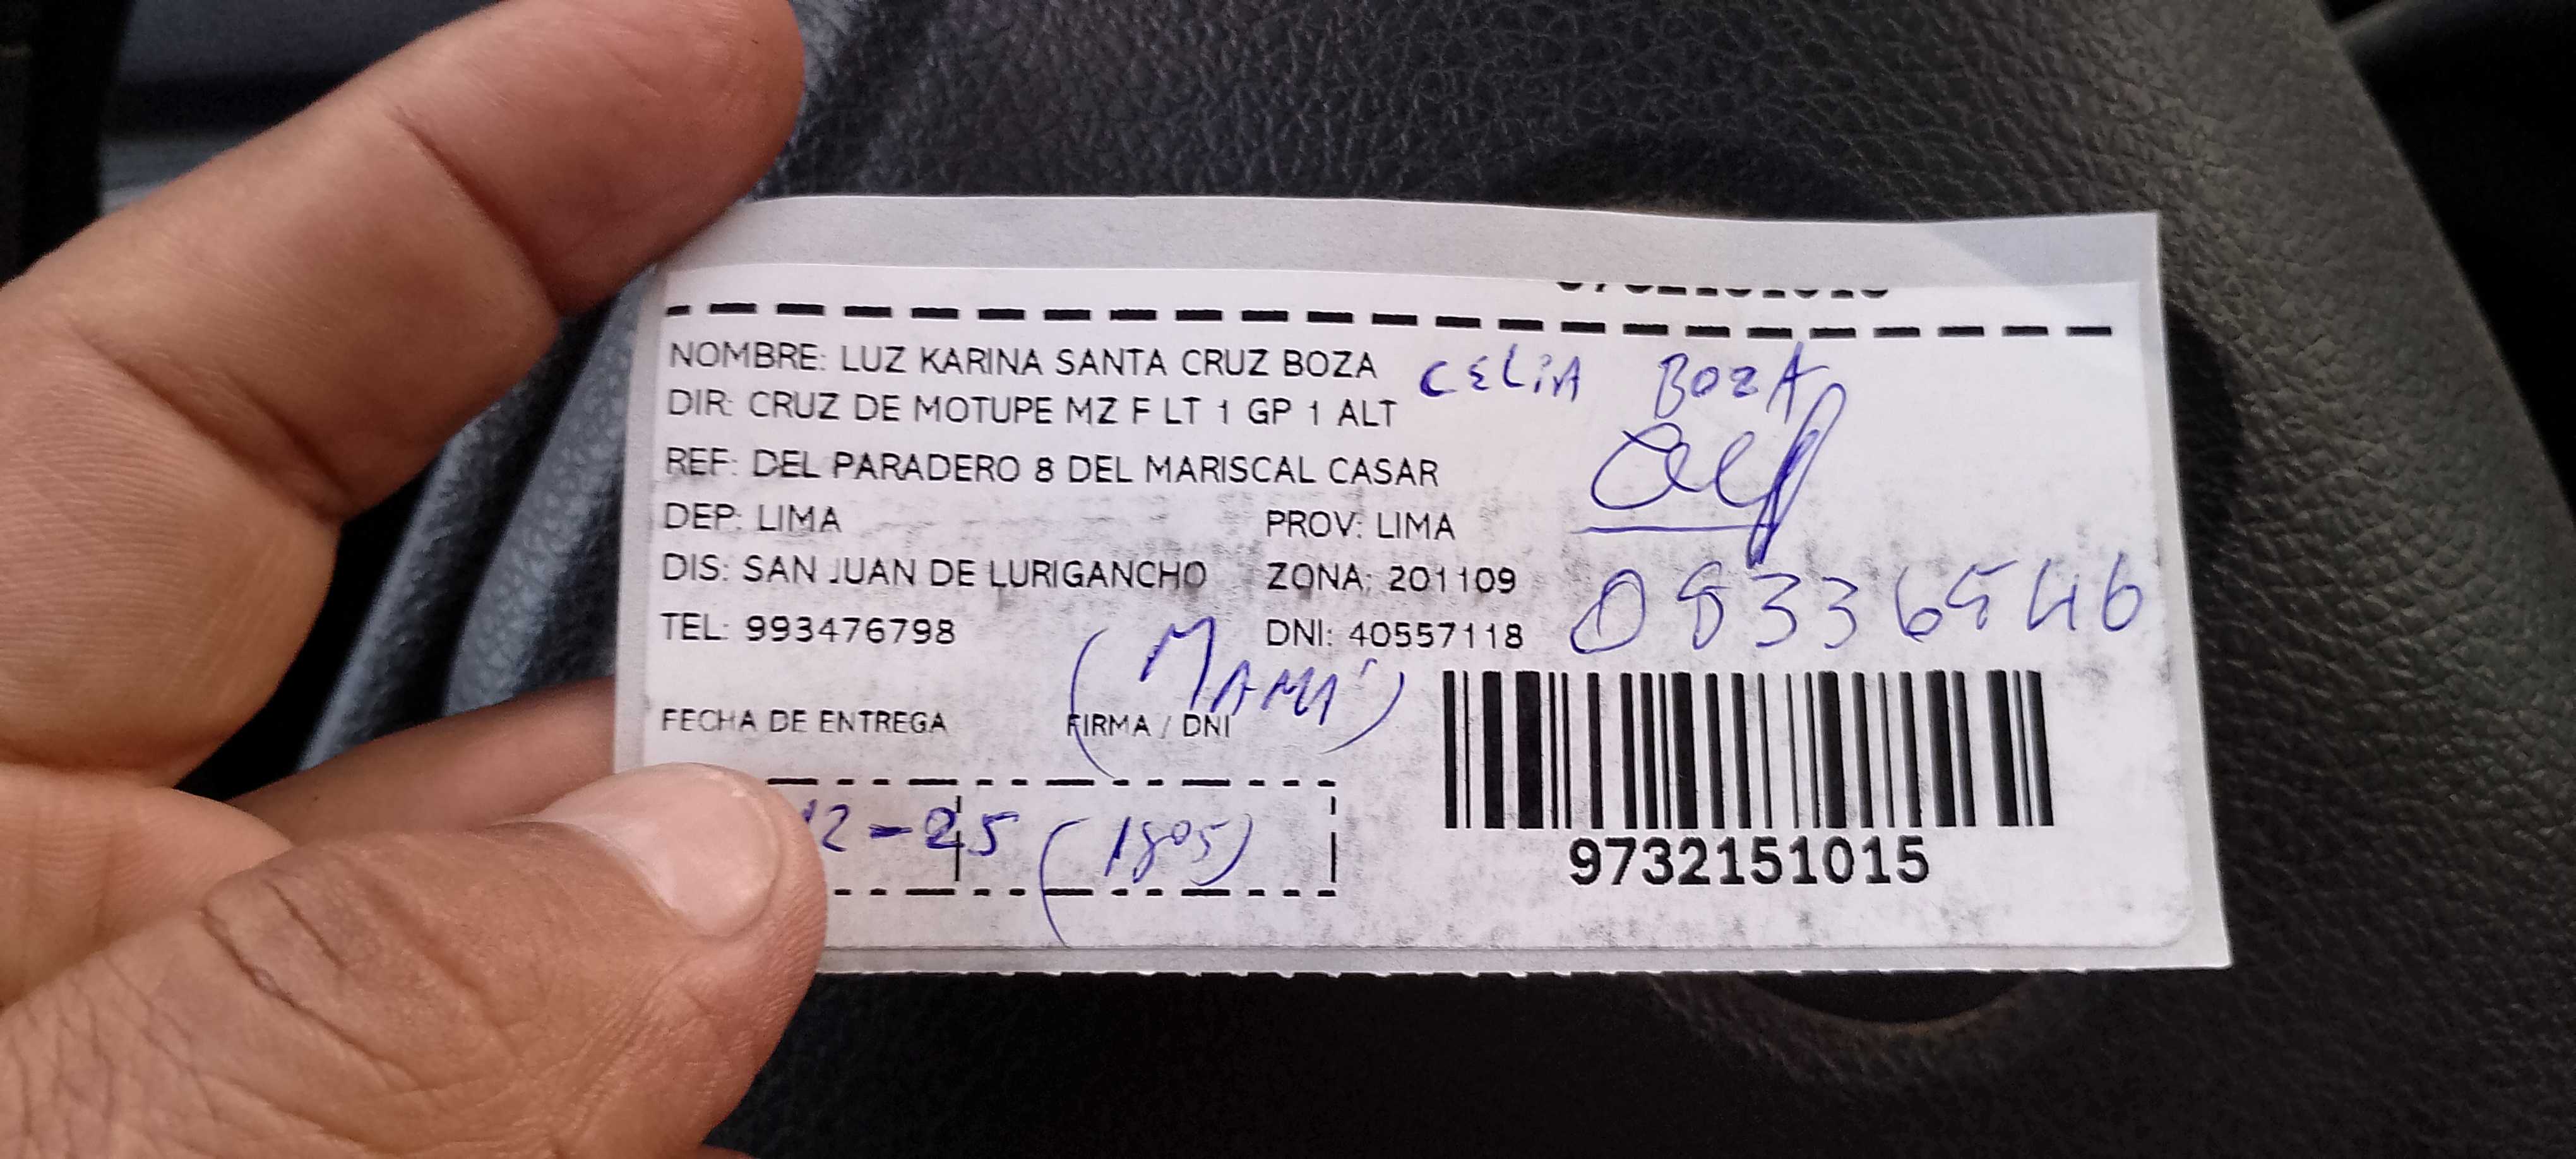 NOMBRE: LUZ KARINA SANTA CRUZ BOZA CELIA BOZA
DIR: CRUZ DE MOTUPE MZ F LT 1 GP 1 ALT
REF: DEL PARADERO 8 DEL MARISCAL CASAR
DEP: LIMA PROV: LIMA
DIS: SAN JUAN DE LURIGANCHO ZONA: 201109
TEL: 993476798 DNI: 40557118
(MAMÁ)
FECHA DE ENTREGA FIRMA / DNI
12-25 (1805)
9732151015